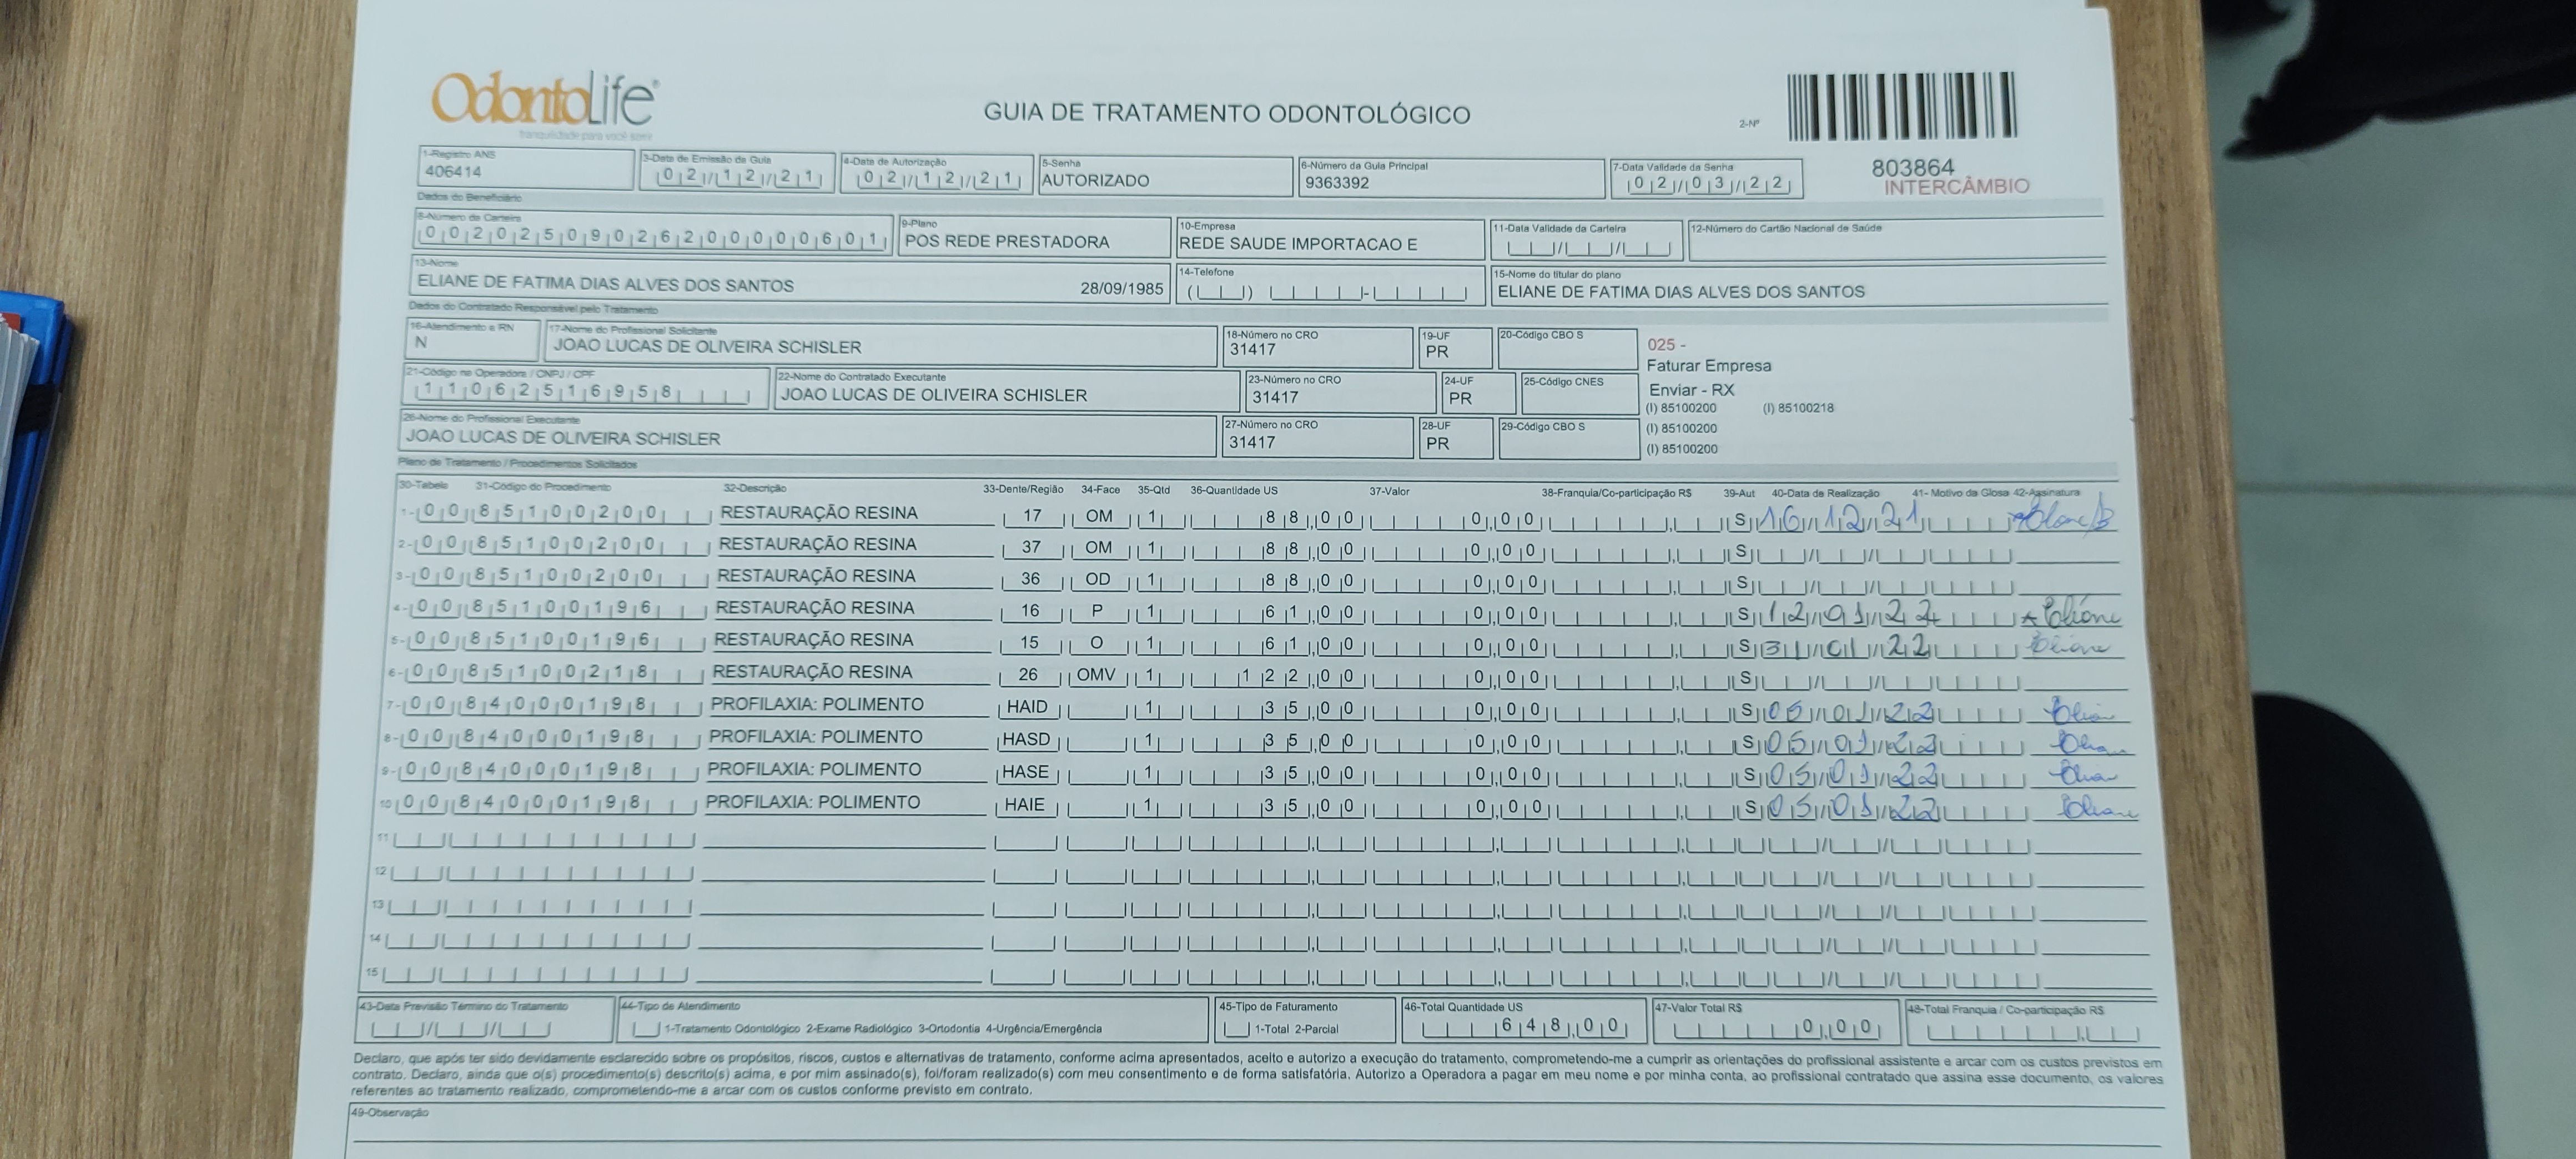 OdontoLife®
tranquilidade para você sorrir
GUIA DE TRATAMENTO ODONTOLÓGICO
2-Nº
803864
INTERCÂMBIO
1-Registro ANS
406414
3-Data de Emissão da Guia
02/12/21
4-Data de Autorização
02/12/21
5-Senha
AUTORIZADO
6-Número da Guia Principal
9363392
7-Data Validade da Senha
02/03/22
Dados do Beneficiário
8-Número da Carteira
00202509026200000601
9-Plano
POS REDE PRESTADORA
10-Empresa
REDE SAUDE IMPORTACAO E
11-Data Validade da Carteira
12-Número do Cartão Nacional de Saúde
13-Nome
ELIANE DE FATIMA DIAS ALVES DOS SANTOS 28/09/1985
14-Telefone
15-Nome do titular do plano
ELIANE DE FATIMA DIAS ALVES DOS SANTOS
Dados do Contratado Responsável pelo Tratamento
16-Atendimento a RN
N
17-Nome do Profissional Solicitante
JOAO LUCAS DE OLIVEIRA SCHISLER
18-Número no CRO
31417
19-UF
PR
20-Código CBO S
025 -
Faturar Empresa
Enviar - RX
(I) 85100200 (I) 85100218
(I) 85100200
(I) 85100200
21-Código na Operadora / CNPJ / CPF
11062516958
22-Nome do Contratado Executante
JOAO LUCAS DE OLIVEIRA SCHISLER
23-Número no CRO
31417
24-UF
PR
25-Código CNES
26-Nome do Profissional Executante
JOAO LUCAS DE OLIVEIRA SCHISLER
27-Número no CRO
31417
28-UF
PR
29-Código CBO S
Plano de Tratamento / Procedimentos Solicitados
30-Tabela 31-Código do Procedimento 32-Descrição 33-Dente/Região 34-Face 35-Qtd 36-Quantidade US 37-Valor 38-Franquia/Co-participação R$ 39-Aut 40-Data de Realização 41- Motivo da Glosa 42-Assinatura
1- 00 85100200 RESTAURAÇÃO RESINA 17 OM 1 88,00 0,00 S 16/12/21
2- 00 85100200 RESTAURAÇÃO RESINA 37 OM 1 88,00 0,00 S
3- 00 85100200 RESTAURAÇÃO RESINA 36 OD 1 88,00 0,00 S
4- 00 85100196 RESTAURAÇÃO RESINA 16 P 1 61,00 0,00 S 12/01/22 Eliane
5- 00 85100196 RESTAURAÇÃO RESINA 15 O 1 61,00 0,00 S 31/01/22 Eliane
6- 00 85100218 RESTAURAÇÃO RESINA 26 OMV 1 122,00 0,00 S
7- 00 84000198 PROFILAXIA: POLIMENTO HAID 1 35,00 0,00 S 05/01/22
8- 00 84000198 PROFILAXIA: POLIMENTO HASD 1 35,00 0,00 S 05/01/22
9- 00 84000198 PROFILAXIA: POLIMENTO HASE 1 35,00 0,00 S 05/01/22
10 00 84000198 PROFILAXIA: POLIMENTO HAIE 1 35,00 0,00 S 05/01/22 Eliane
11
12
13
14
15
43-Data Previsão Término do Tratamento
44-Tipo de Atendimento
1-Tratamento Odontológico 2-Exame Radiológico 3-Ortodontia 4-Urgência/Emergência
45-Tipo de Faturamento
1-Total 2-Parcial
46-Total Quantidade US
648,00
47-Valor Total R$
0,00
48-Total Franquia / Co-participação R$
Declaro, que após ter sido devidamente esclarecido sobre os propósitos, riscos, custos e alternativas de tratamento, conforme acima apresentados, aceito e autorizo a execução do tratamento, comprometendo-me a cumprir as orientações do profissional assistente e arcar com os custos previstos em
contrato. Declaro, ainda que o(s) procedimento(s) descrito(s) acima, e por mim assinado(s), foi/foram realizado(s) com meu consentimento e de forma satisfatória. Autorizo a Operadora a pagar em meu nome e por minha conta, ao profissional contratado que assina esse documento, os valores
referentes ao tratamento realizado, comprometendo-me a arcar com os custos conforme previsto em contrato.
49-Observação